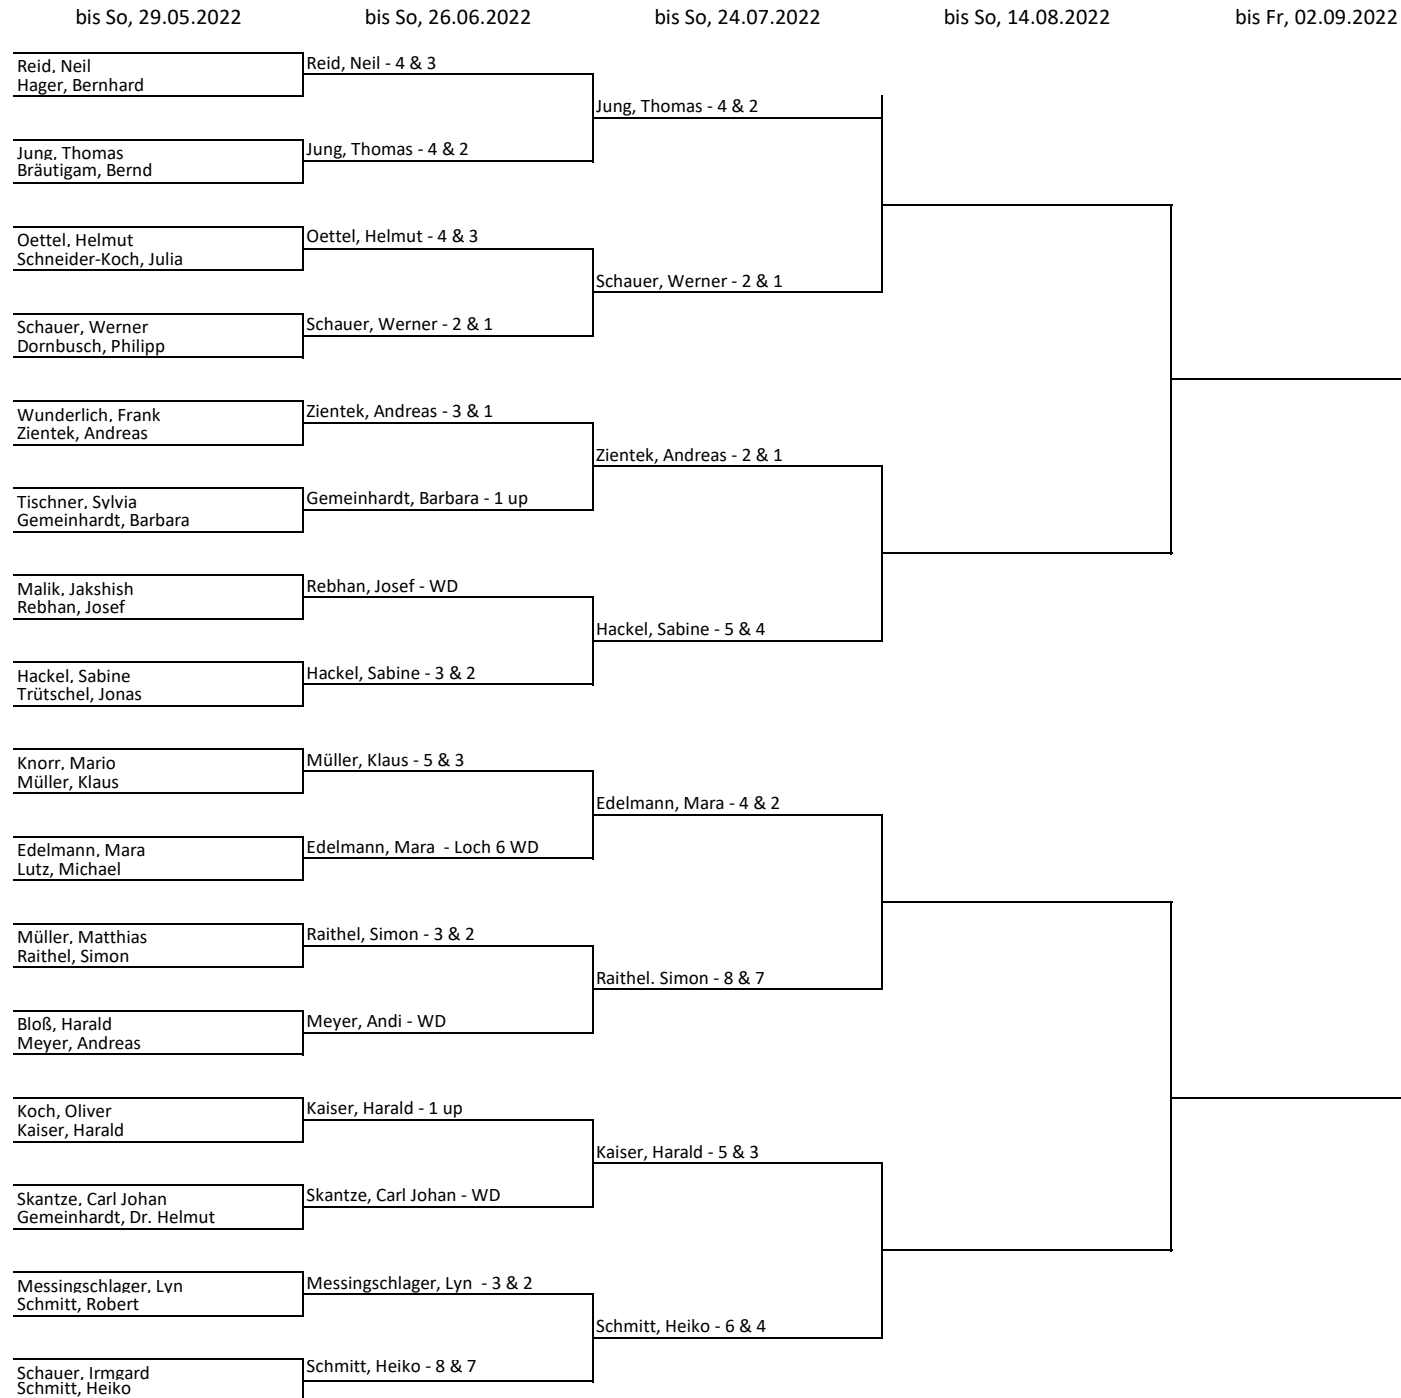 bis So, 29.05.2022 bis So, 26.06.2022 bis So, 24.07.2022 bis So, 14.08.2022 bis Fr, 02.09.2022
Reid, Neil
Hager, Bernhard
Jung, Thomas
Bräutigam, Bernd
Oettel, Helmut
Schneider-Koch, Julia
Schauer, Werner
Dornbusch, Philipp
Wunderlich, Frank
Zientek, Andreas
Tischner, Sylvia
Gemeinhardt, Barbara
Malik, Jakshish
Rebhan, Josef
Hackel, Sabine
Trütschel, Jonas
Knorr, Mario
Müller, Klaus
Edelmann, Mara
Lutz, Michael
Müller, Matthias
Raithel, Simon
Bloß, Harald
Meyer, Andreas
Koch, Oliver
Kaiser, Harald
Skantze, Carl Johan
Gemeinhardt, Dr. Helmut
Messingschlager, Lyn
Schmitt, Robert
Schauer, Irmgard
Schmitt, Heiko
Reid, Neil - 4 & 3
Jung, Thomas - 4 & 2
Oettel, Helmut - 4 & 3
Schauer, Werner - 2 & 1
Zientek, Andreas - 3 & 1
Gemeinhardt, Barbara - 1 up
Rebhan, Josef - WD
Hackel, Sabine - 3 & 2
Müller, Klaus - 5 & 3
Edelmann, Mara  - Loch 6 WD
Raithel, Simon - 3 & 2
Meyer, Andi - WD
Kaiser, Harald - 1 up
Skantze, Carl Johan - WD
Messingschlager, Lyn  - 3 & 2
Schmitt, Heiko - 8 & 7
Jung, Thomas - 4 & 2
Schauer, Werner - 2 & 1
Zientek, Andreas - 2 & 1
Hackel, Sabine - 5 & 4
Edelmann, Mara - 4 & 2
Raithel. Simon - 8 & 7
Kaiser, Harald - 5 & 3
Schmitt, Heiko - 6 & 4